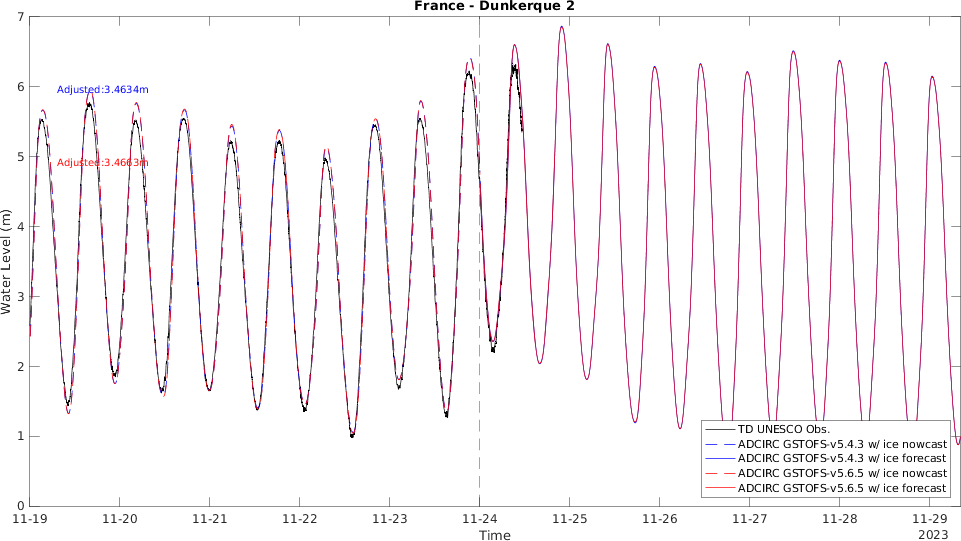 France - Dunkerque 2
7
6
5
4
3
2
1
0
Water Level (m)
Adjusted:3.4634m
Adjusted:3.4663m
TD UNESCO Obs.
ADCIRC GSTOFS-v5.4.3 w/ ice nowcast
ADCIRC GSTOFS-v5.4.3 w/ ice forecast
ADCIRC GSTOFS-v5.6.5 w/ ice nowcast
ADCIRC GSTOFS-v5.6.5 w/ ice forecast
11-19 11-20 11-21 11-22 11-23 11-24 11-25 11-26 11-27 11-28 11-29
Time
2023